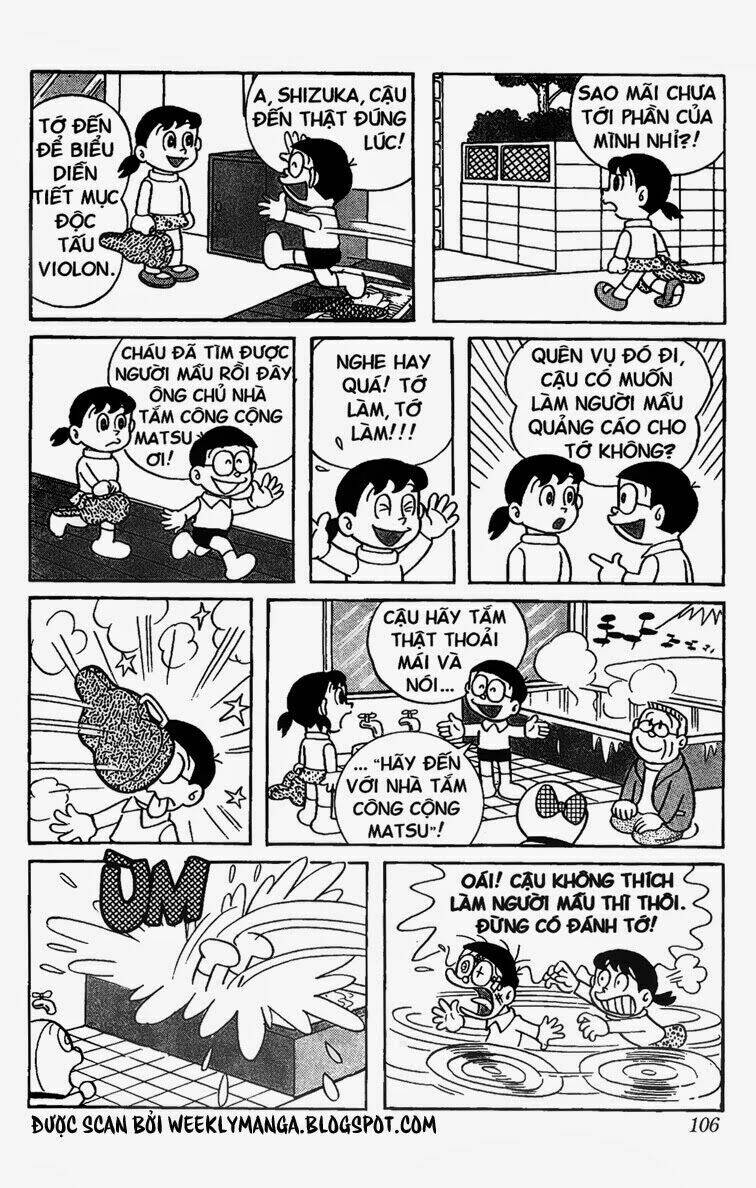 SAO MÃI CHƯA
TỚI PHẦN CỦA
MÌNH NHỈ?!
A, SHIZUKA, CẬU
ĐẾN THẬT ĐÚNG
LÚC!
TỚ ĐẾN
ĐỂ BIỂU
DIỄN
TIẾT MỤC
ĐỘC
TẤU
VIOLON.
QUÊN VỤ ĐÓ ĐI,
CẬU CÓ MUỐN
LÀM NGƯỜI MẪU
QUẢNG CÁO CHO
TỚ KHÔNG?
NGHE HAY
QUÁ! TỚ
LÀM, TỚ
LÀM!!!
CHÁU ĐÃ TÌM ĐƯỢC
NGƯỜI MẪU RỒI ĐÂY
ÔNG CHỦ NHÀ
TẮM CÔNG CỘNG
MATSU
ƠI!
CẬU HÃY TẮM
THẬT THOẢI
MÁI VÀ
NÓI...
... "HÃY ĐẾN
VỚI NHÀ TẮM
CÔNG CỘNG
MATSU"!
OÁI! CẬU KHÔNG THÍCH
LÀM NGƯỜI MẪU THÌ THÔI.
ĐỪNG CÓ ĐÁNH TỚ!
ÙM
ĐƯỢC SCAN BỞI WEEKLYMANGA.BLOGSPOT.COM
106